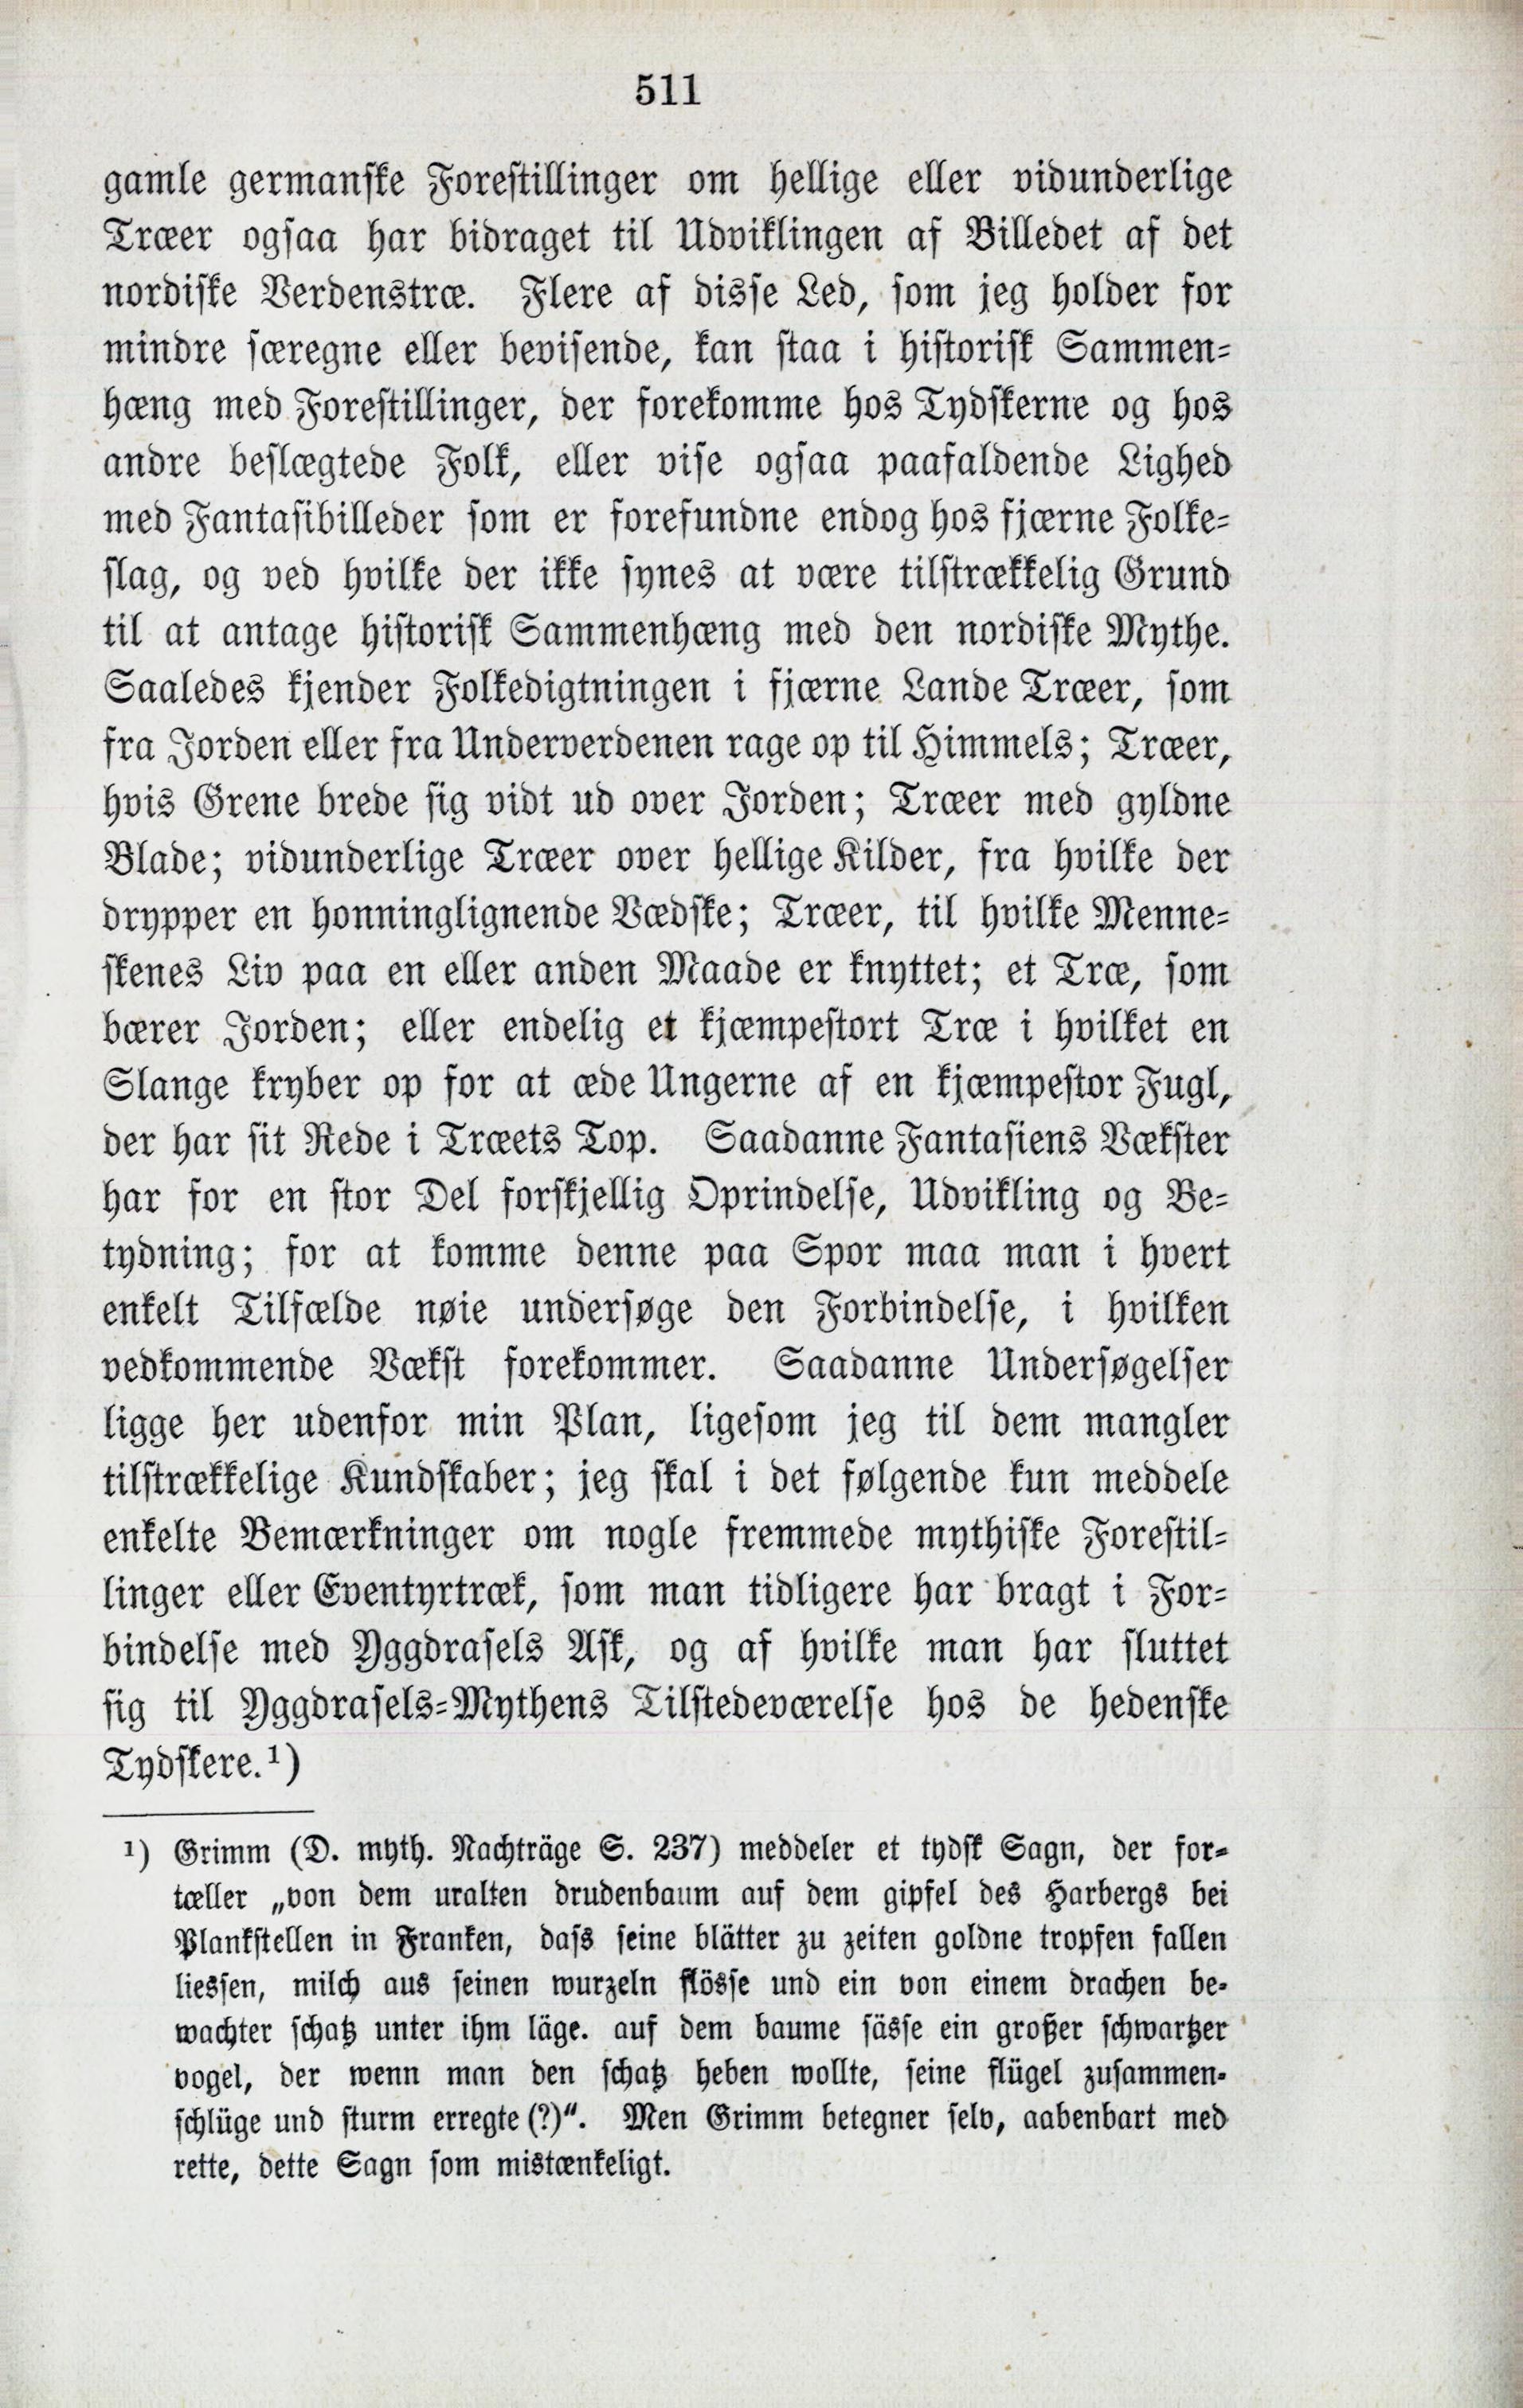 511
gamle germanske Forestillinger om hellige eller vidunderlige
Træer ogsaa har bidraget til Udviklingen af Billedet af det
nordiske Verdenstræ. Flere af disse Led, som jeg holder for
mindre særegne eller bevisende, kan staa i historisk Sammen-
hæng med Forestillinger, der forekomme hos Tydskerne og hos
andre beslægtede Folk, eller vise ogsaa paafaldende Lighed
med Fantasibilleder som er forefundne endog hos fjærne Folke-
slag, og ved hvilke der ikke synes at være tilstrækkelig Grund
til at antage historisk Sammenhæng med den nordiske Mythe.
Saaledes kjender Folkedigtningen i fjærne Lande Træer, som
fra Jorden eller fra Underverdenen rage op til Himmels; Træer,
hvis Grene brede sig vidt ud over Jorden; Træer med gyldne
Blade; vidunderlige Træer over hellige Kilder, fra hvilke der
drypper en honninglignende Vædske; Træer, til hvilke Menne-
skenes Liv paa en eller anden Maade er knyttet; et Træ, som
bærer Jorden; eller endelig et kjæmpestort Træ i hvilket en
Slange kryber op for at æde Ungerne af en kjæmpestor Fugl,
der har sit Rede i Træets Top. Saadanne Fantasiens Vækster
har for en stor Del forskjellig Oprindelse, Udvikling og Be-
tydning; for at komme denne paa Spor maa man i hvert
enkelt Tilfælde nøie undersøge den Forbindelse, i hvilken
vedkommende Vækst forekommer. Saadanne Undersøgelser
ligge her udenfor min Plan, ligesom jeg til dem mangler
tilstrækkelige Kundskaber; jeg skal i det følgende kun meddele
enkelte Bemærkninger om nogle fremmede mythiske Forestil-
linger eller Eventyrtræk, som man tidligere har bragt i For-
bindelse med Yggdrasels Ask, og af hvilke man har sluttet
sig til Yggdrasels-Mythens Tilstedeværelse hos de hedenske
Tydskere.¹)
¹) Grimm (D. myth. Nachträge S. 237) meddeler et tydsk Sagn, der for-
tæller „von dem uralten drudenbaum auf dem gipfel des Harbergs bei
Plankstellen in Franken, dass seine blätter zu zeiten goldne tropfen fallen
liessen, milch aus seinen wurzeln flösse und ein von einem drachen be-
wachter schatz unter ihm läge. auf dem baume sässe ein großer schwartzer
vogel, der wenn man den schatz heben wollte, seine flügel zusammen-
schlüge und sturm erregte (?)“. Men Grimm betegner selv, aabenbart med
rette, dette Sagn som mistænkeligt.